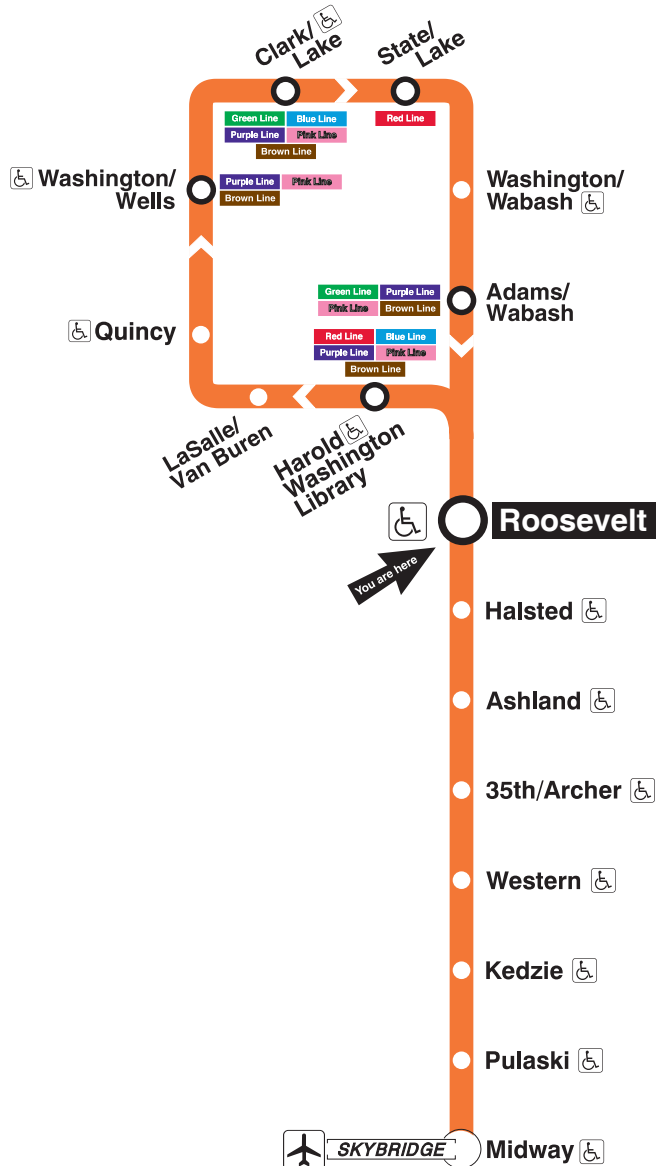 Clark/
Lake
State/
Lake
Green Line Blue Line
Purple Line Pink Line
Brown Line
Red Line
Washington/
Wells
Purple Line Pink Line
Brown Line
Washington/
Wabash
Green Line Purple Line
Pink Line Brown Line
Adams/
Wabash
Quincy
Red Line Blue Line
Purple Line Pink Line
Brown Line
LaSalle/
Van Buren
Harold
Washington
Library
Roosevelt
You are here
Halsted
Ashland
35th/Archer
Western
Kedzie
Pulaski
SKYBRIDGE Midway